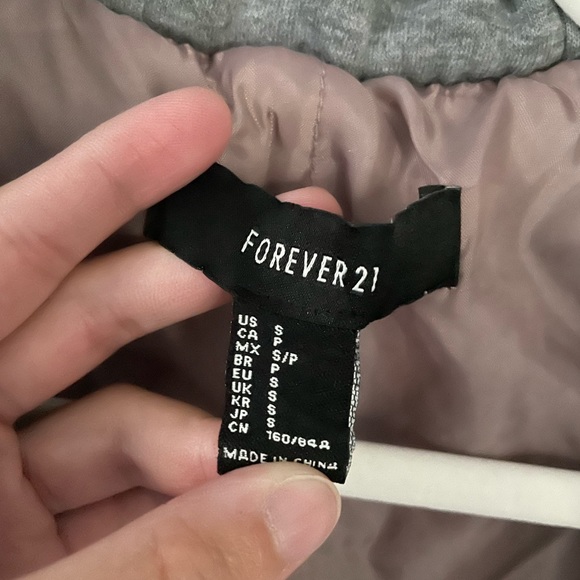 FOREVER 21
US S
CA P
MX S/P
BR P
EU S
UK S
KR S
JP S
CN 160/84A
MADE IN CHINA